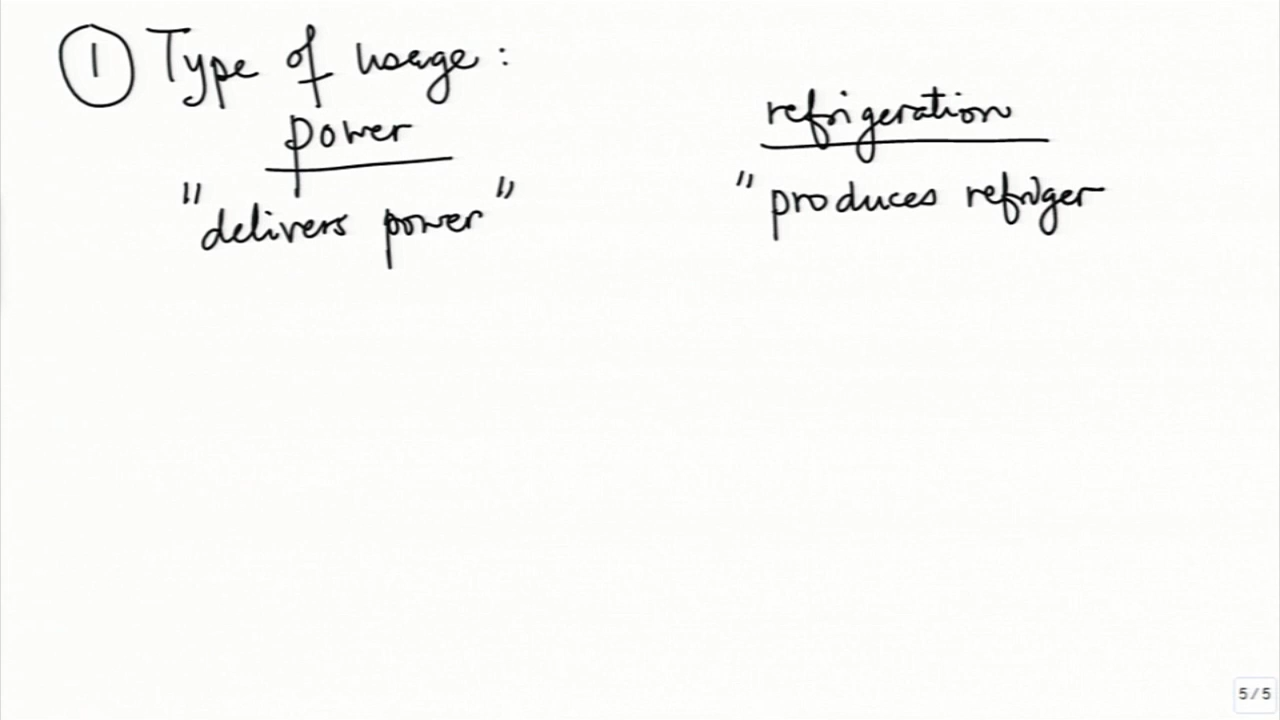 ① Type of usage:
power
"delivers power"
refrigeration
"produces refriger
5/5